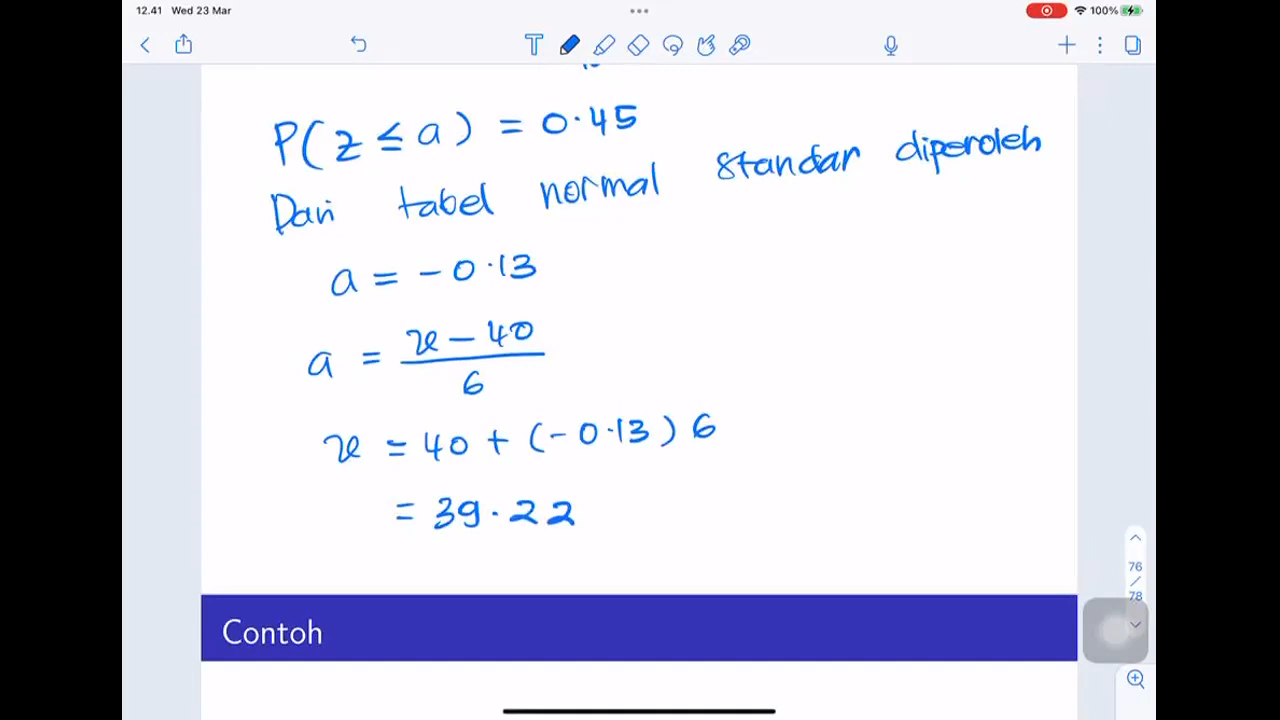 12.41 Tued 23 Mar
100%
P(z ≤ a) = 0.45
Dari tabel normal standar diperoleh
a = -0.13
a = x - 40 / 6
x = 40 + (-0.13) 6
= 39.22
76
/
78
Contoh